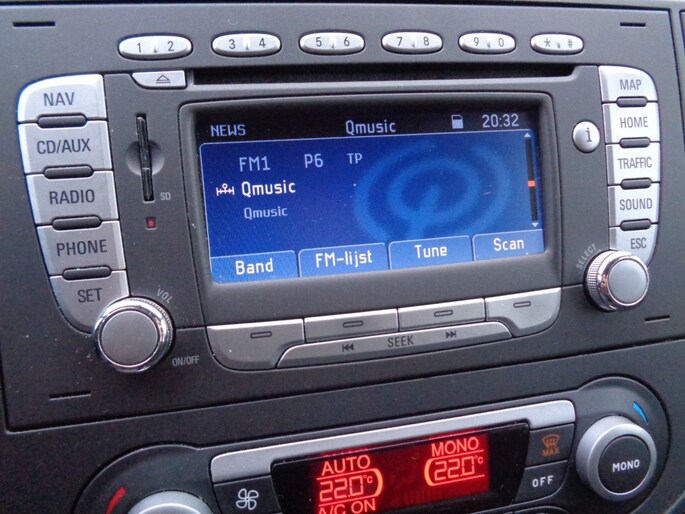 1 2 3 4 5 6 7 8 9 0 * #
NAV
CD/AUX
RADIO
PHONE
SET
SD
NEWS Qmusic 20:32
FM1 P6 TP
Qmusic
Qmusic
Band FM-lijst Tune Scan
MAP
HOME
i
TRAFFIC
SOUND
ESC
SELECT
VOL
ON/OFF
SEEK
AUTO MONO
22.0°C 22.0°C
A/C ON
MAX
OFF
MONO